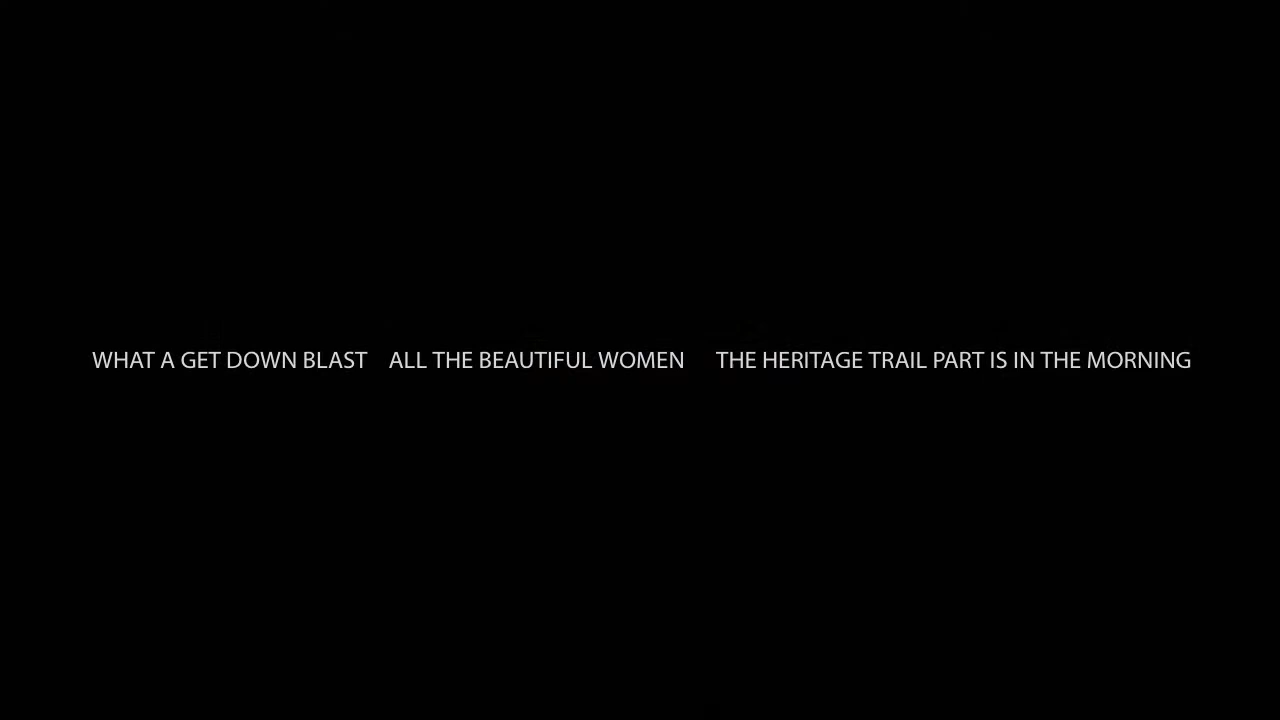 WHAT A GET DOWN BLAST ALL THE BEAUTIFUL WOMEN THE HERITAGE TRAIL PART IS IN THE MORNING